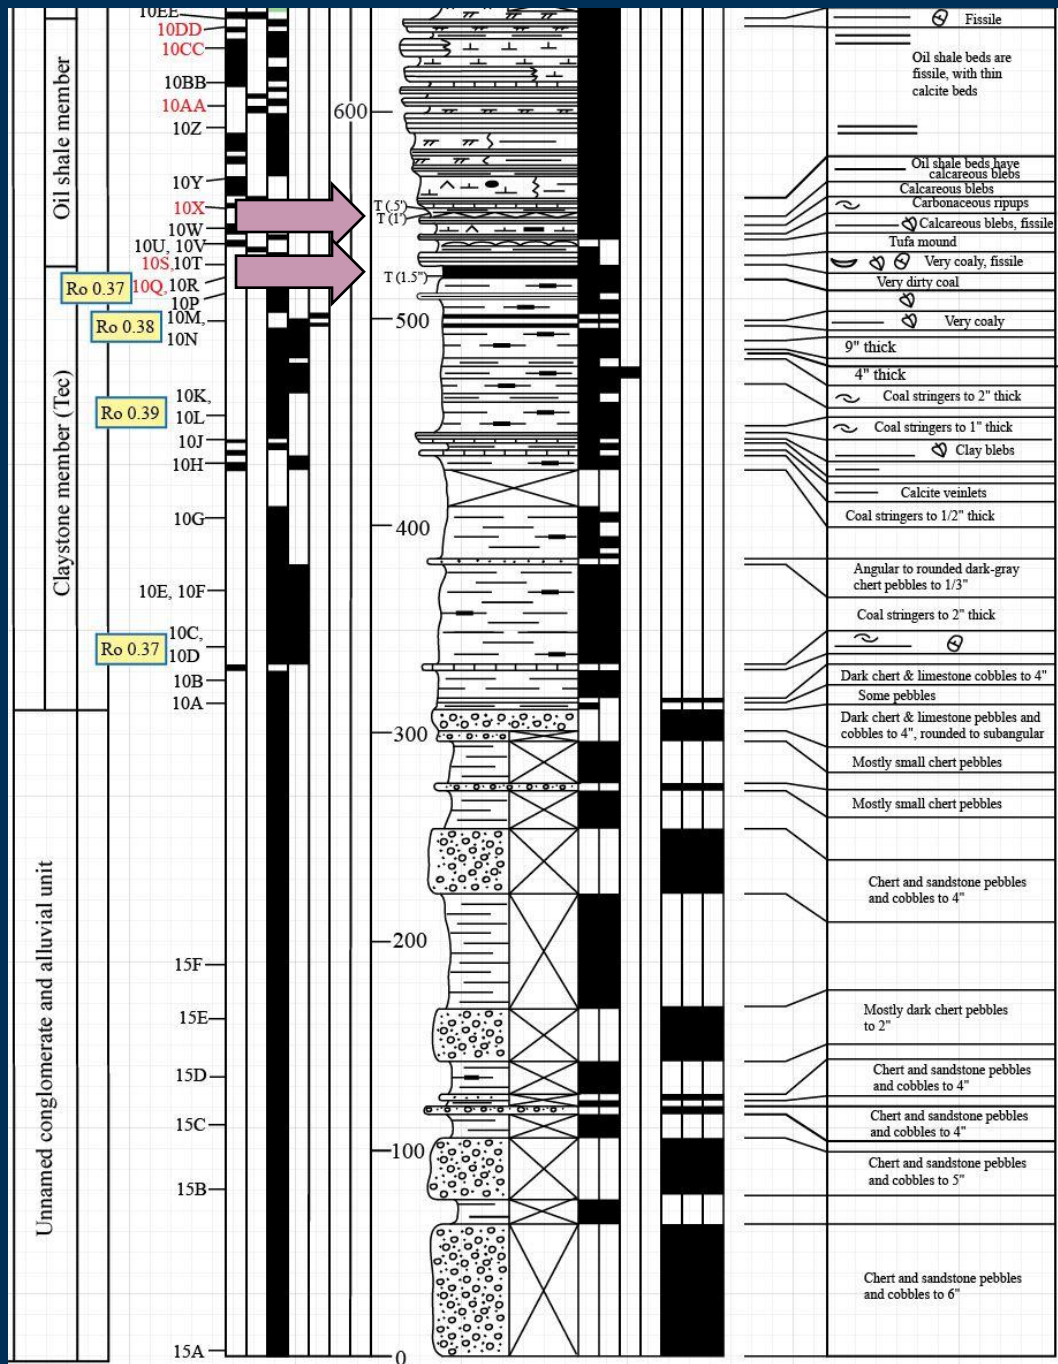 Oil shale member
Claystone member (Tec)
Unnamed conglomerate and alluvial unit
10EE
10DD
10CC
10BB
10AA
10Z
10Y
10X
10W
10U, 10V
10S, 10T
10Q, 10R
10P
10M,
10N
10K,
10L
10J
10H
10G
10E, 10F
10C,
10D
10B
10A
15F
15E
15D
15C
15B
15A
Ro 0.37
Ro 0.38
Ro 0.39
Ro 0.37
600
500
400
300
200
100
0
T (.5')
T (1')
T (1.5")
Fissile
Oil shale beds are
fissile, with thin
calcite beds
Oil shale beds have
calcareous blebs
Calcareous blebs
Carbonaceous ripups
Calcareous blebs, fissile
Tufa mound
Very coaly, fissile
Very dirty coal
Very coaly
9" thick
4" thick
Coal stringers to 2" thick
Coal stringers to 1" thick
Clay blebs
Calcite veinlets
Coal stringers to 1/2" thick
Angular to rounded dark-gray
chert pebbles to 1/3"
Coal stringers to 2" thick
Dark chert & limestone cobbles to 4"
Some pebbles
Dark chert & limestone pebbles and
cobbles to 4", rounded to subangular
Mostly small chert pebbles
Mostly small chert pebbles
Chert and sandstone pebbles
and cobbles to 4"
Mostly dark chert pebbles
to 2"
Chert and sandstone pebbles
and cobbles to 4"
Chert and sandstone pebbles
and cobbles to 4"
Chert and sandstone pebbles
and cobbles to 5"
Chert and sandstone pebbles
and cobbles to 6"